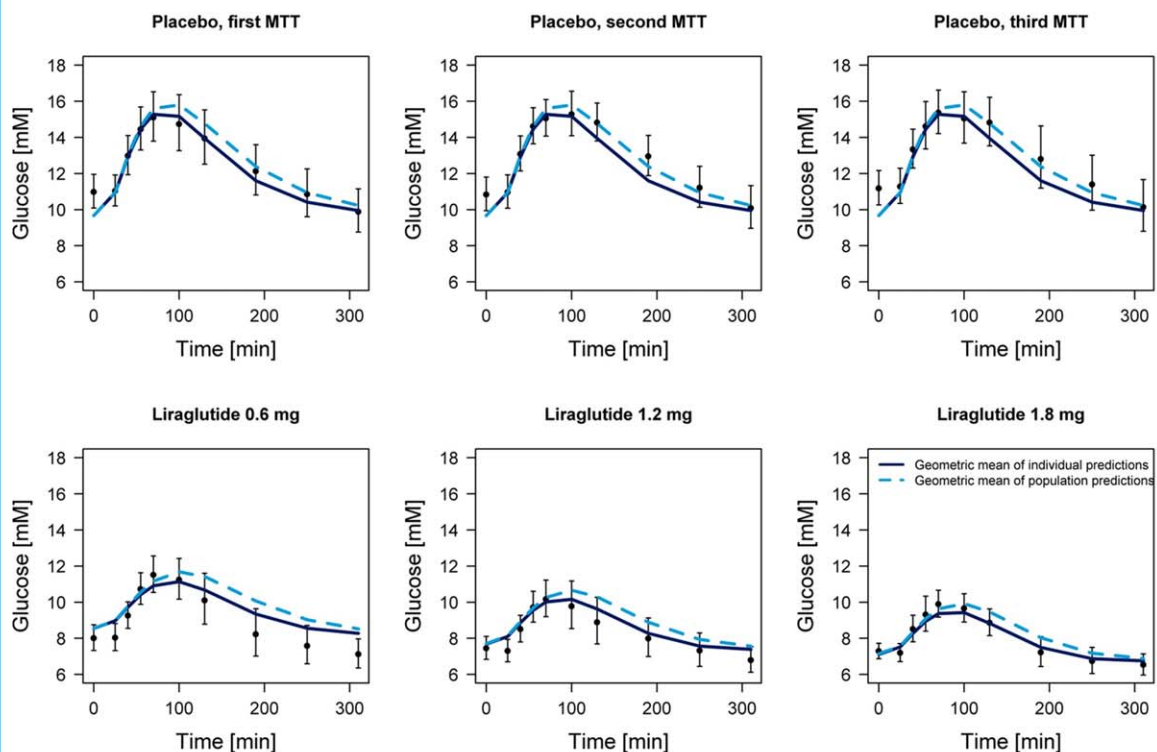 Placebo, first MTT
Placebo, second MTT
Placebo, third MTT
Glucose [mM]
18
16
14
12
10
8
6
0 100 200 300
Time [min]
Glucose [mM]
18
16
14
12
10
8
6
0 100 200 300
Time [min]
Glucose [mM]
18
16
14
12
10
8
6
0 100 200 300
Time [min]
Liraglutide 0.6 mg
Liraglutide 1.2 mg
Liraglutide 1.8 mg
Glucose [mM]
18
16
14
12
10
8
6
0 100 200 300
Time [min]
Glucose [mM]
18
16
14
12
10
8
6
0 100 200 300
Time [min]
Glucose [mM]
18
16
14
12
10
8
6
Geometric mean of individual predictions
Geometric mean of population predictions
0 100 200 300
Time [min]